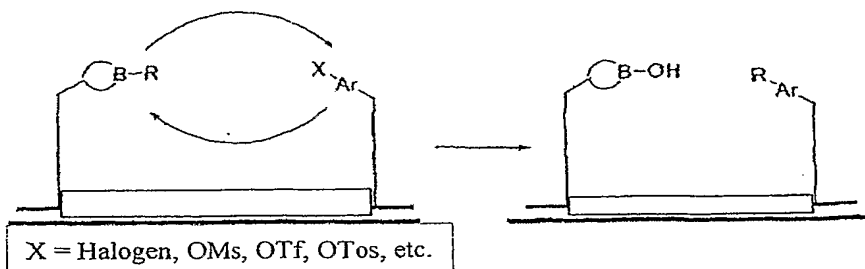 B–R
X
Ar
B–OH
R
Ar
X = Halogen, OMs, OTf, OTos, etc.